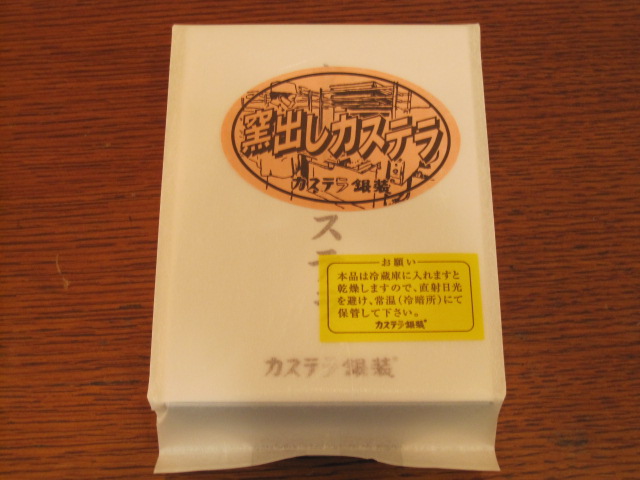 窯出しカステラ
カステラ銀装
ステラ
お願い
本品は冷蔵庫に入れますと
乾燥しますので、直射日光
を避け、常温(冷暗所)にて
保管して下さい。
カステラ銀装
カステラ銀装